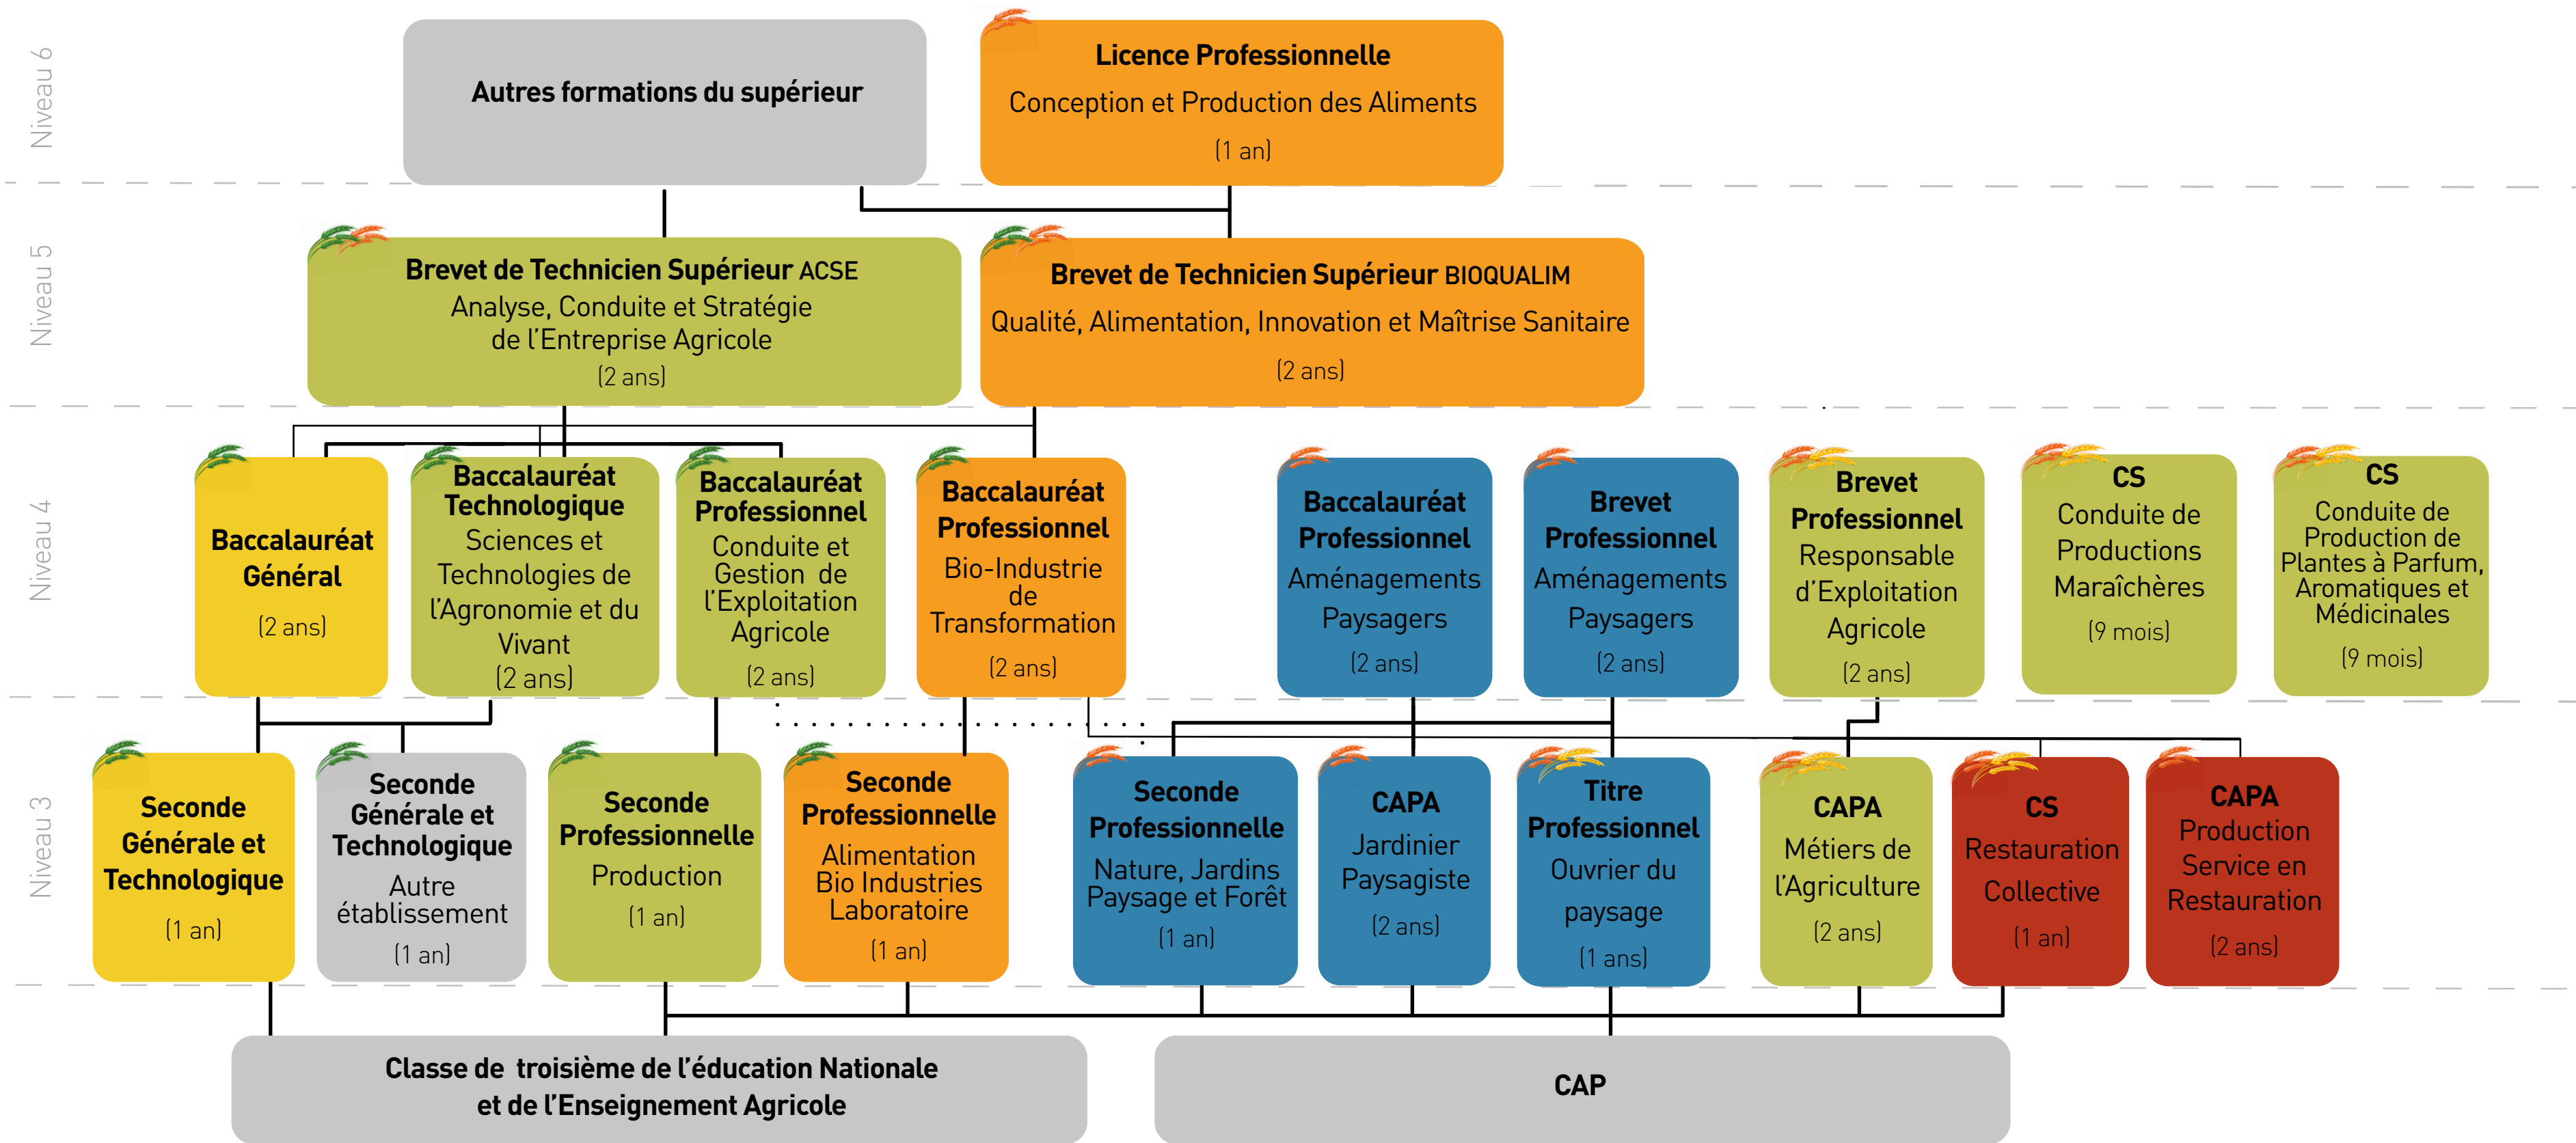 Niveau 6
Autres formations du supérieur
Licence Professionnelle
Conception et Production des Aliments
(1 an)
Niveau 5
Brevet de Technicien Supérieur ACSE
Analyse, Conduite et Stratégie
de l'Entreprise Agricole
(2 ans)
Brevet de Technicien Supérieur BIOQUALIM
Qualité, Alimentation, Innovation et Maîtrise Sanitaire
(2 ans)
Niveau 4
Baccalauréat
Général
(2 ans)
Baccalauréat
Technologique
Sciences et
Technologies de
l'Agronomie et du
Vivant
(2 ans)
Baccalauréat
Professionnel
Conduite et
Gestion de
l'Exploitation
Agricole
(2 ans)
Baccalauréat
Professionnel
Bio-Industrie
de
Transformation
(2 ans)
Baccalauréat
Professionnel
Aménagements
Paysagers
(2 ans)
Brevet
Professionnel
Aménagements
Paysagers
(2 ans)
Brevet
Professionnel
Responsable
d'Exploitation
Agricole
(2 ans)
CS
Conduite de
Productions
Maraîchères
(9 mois)
CS
Conduite de
Production de
Plantes à Parfum,
Aromatiques et
Médicinales
(9 mois)
Niveau 3
Seconde
Générale et
Technologique
(1 an)
Seconde
Générale et
Technologique
Autre
établissement
(1 an)
Seconde
Professionnelle
Production
(1 an)
Seconde
Professionnelle
Alimentation
Bio Industries
Laboratoire
(1 an)
Seconde
Professionnelle
Nature, Jardins
Paysage et Forêt
(1 an)
CAPA
Jardinier
Paysagiste
(2 ans)
Titre
Professionnel
Ouvrier du
paysage
(1 ans)
CAPA
Métiers de
l'Agriculture
(2 ans)
CS
Restauration
Collective
(1 an)
CAPA
Production
Service en
Restauration
(2 ans)
Classe de troisième de l'éducation Nationale
et de l'Enseignement Agricole
CAP